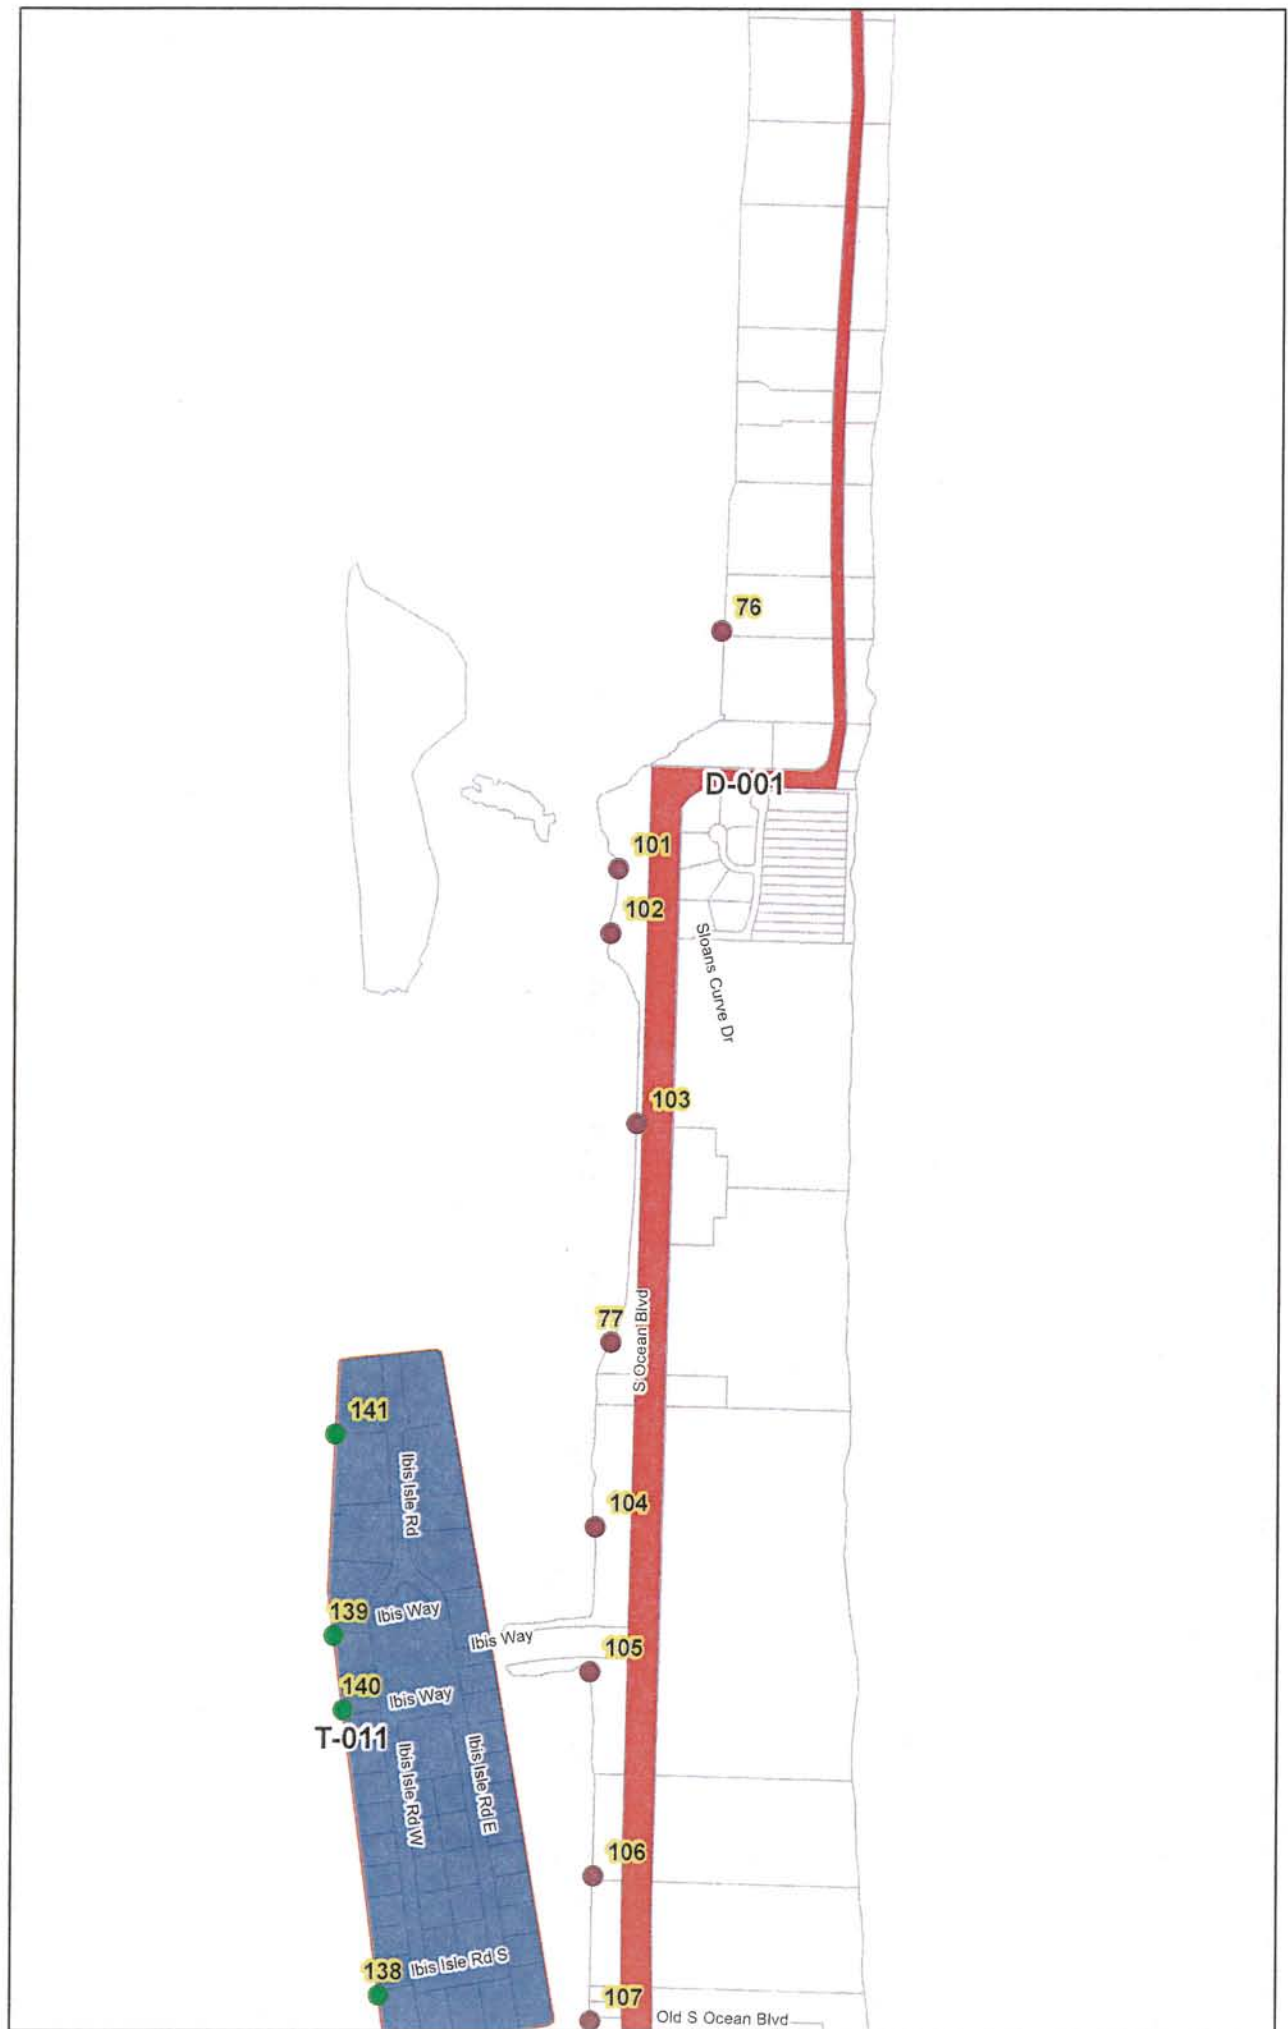 76
D-001
101
102
Sloans Curve Dr
103
77
S Ocean Blvd
141
Ibis Isle Rd
104
139
Ibis Way
Ibis Way
105
140
Ibis Way
T-011
Ibis Isle Rd W
Ibis Isle Rd E
106
138
Ibis Isle Rd S
107
Old S Ocean Blvd